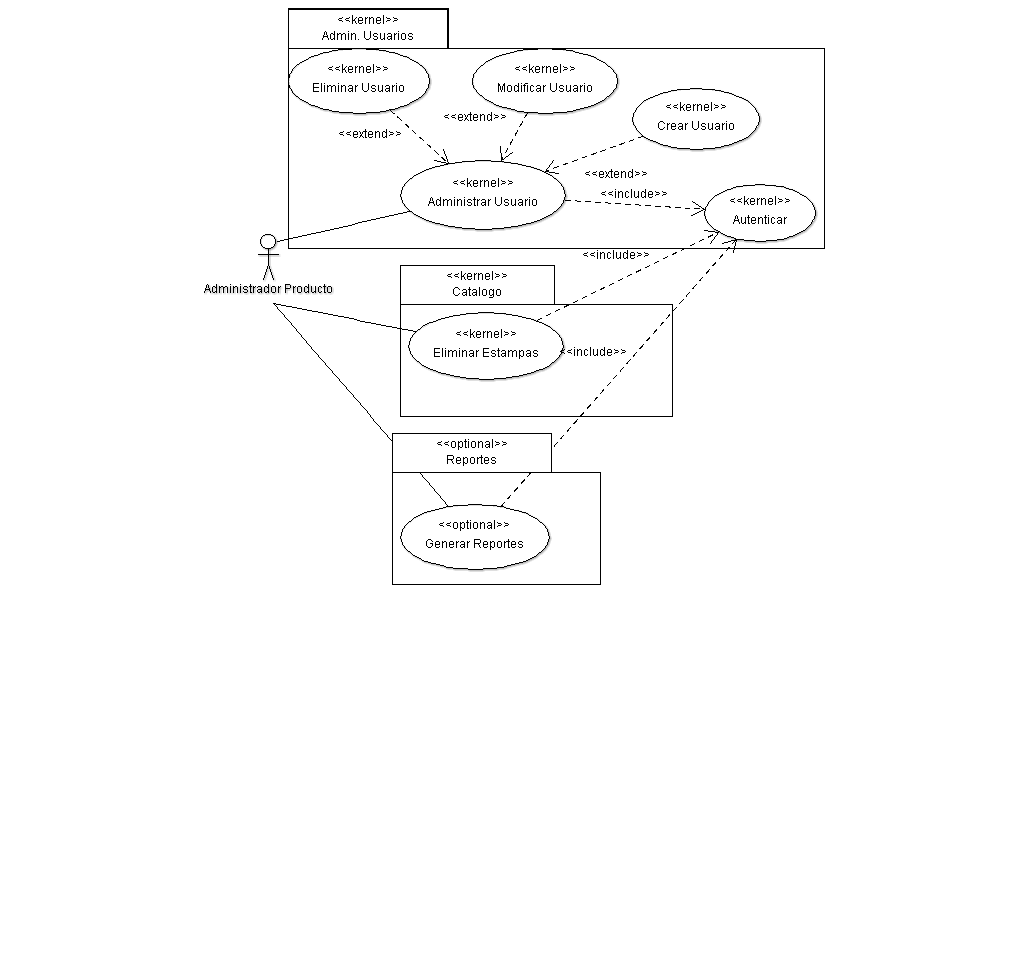 <<kernel>>
Admin. Usuarios
<<kernel>>
Eliminar Usuario
<<kernel>>
Modificar Usuario
<<kernel>>
Crear Usuario
<<extend>>
<<extend>>
<<extend>>
<<kernel>>
Administrar Usuario
<<include>>
<<kernel>>
Autenticar
<<include>>
Administrador Producto
<<kernel>>
Catalogo
<<kernel>>
Eliminar Estampas
<<include>>
<<optional>>
Reportes
<<optional>>
Generar Reportes